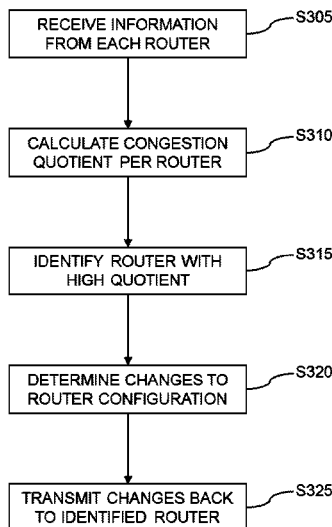 RECEIVE INFORMATION
FROM EACH ROUTER
S305
CALCULATE CONGESTION
QUOTIENT PER ROUTER
S310
IDENTIFY ROUTER WITH
HIGH QUOTIENT
S315
DETERMINE CHANGES TO
ROUTER CONFIGURATION
S320
TRANSMIT CHANGES BACK
TO IDENTIFIED ROUTER
S325